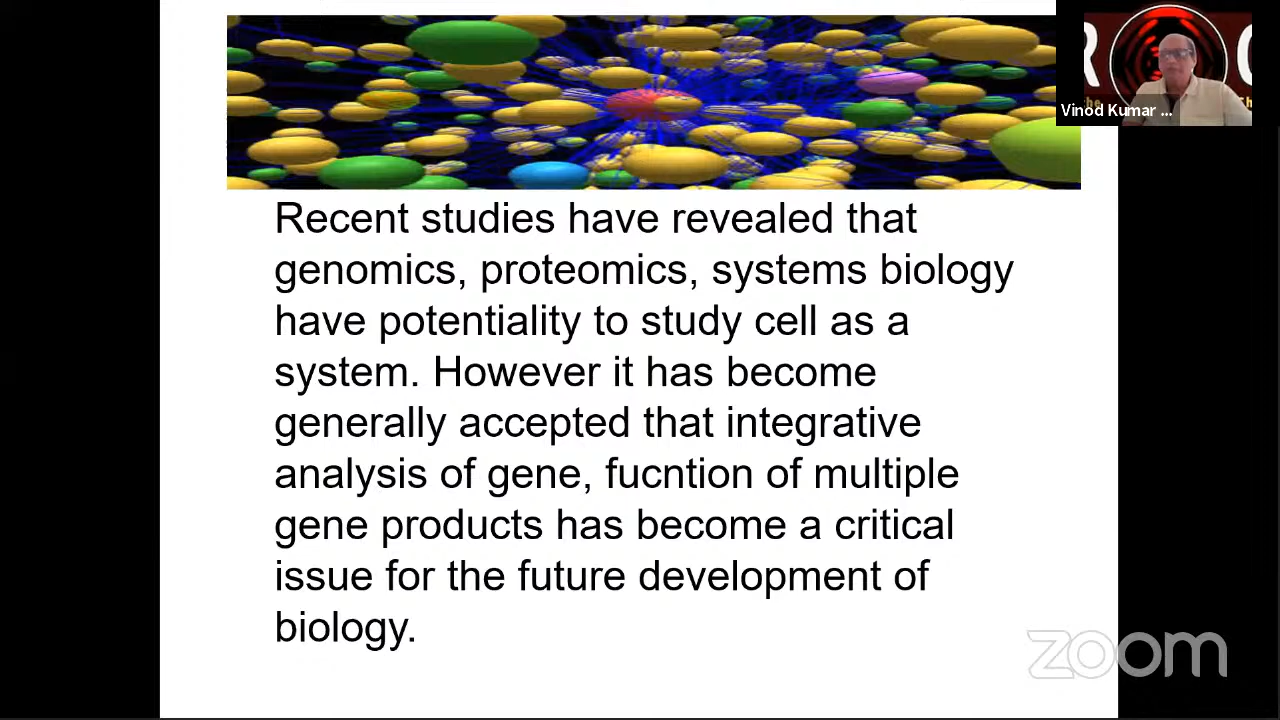 R
C
Vinod Kumar ...
Recent studies have revealed that
genomics, proteomics, systems biology
have potentiality to study cell as a
system. However it has become
generally accepted that integrative
analysis of gene, fucntion of multiple
gene products has become a critical
issue for the future development of
biology.
zoom